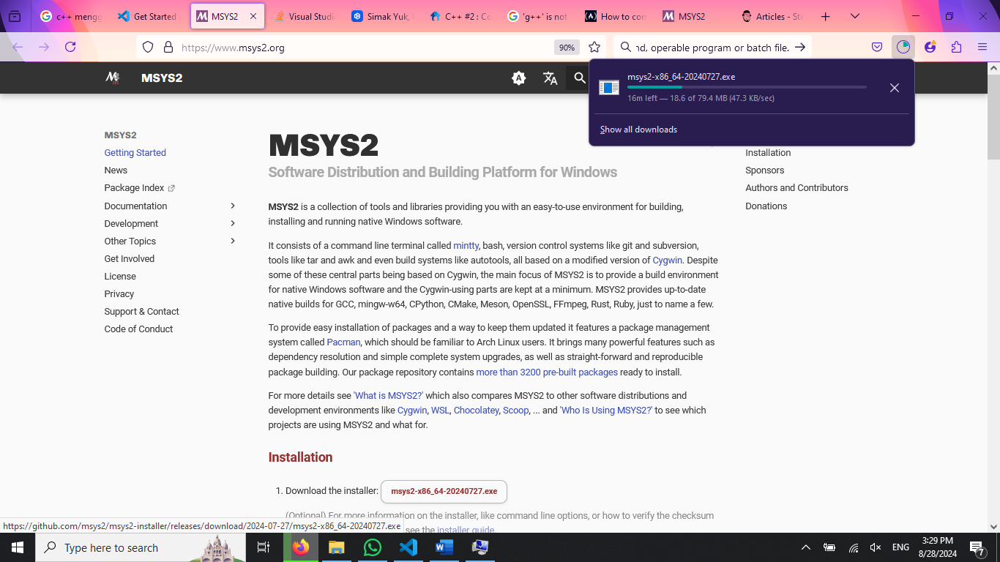 c++ mengg
Get Started
MSYS2
Visual Studi
Simak Yuk,
C++ #2 : Co
'g++' is not
How to con
MSYS2
Articles - Ste
https://www.msys2.org
90%
nd, operable program or batch file.
MSYS2
msys2-x86_64-20240727.exe
16m left — 18.6 of 79.4 MB (47.3 KB/sec)
Show all downloads
MSYS2
Getting Started
News
Package Index
Documentation
Development
Other Topics
Get Involved
License
Privacy
Support & Contact
Code of Conduct
MSYS2
Software Distribution and Building Platform for Windows
MSYS2 is a collection of tools and libraries providing you with an easy-to-use environment for building,
installing and running native Windows software.
It consists of a command line terminal called mintty, bash, version control systems like git and subversion,
tools like tar and awk and even build systems like autotools, all based on a modified version of Cygwin. Despite
some of these central parts being based on Cygwin, the main focus of MSYS2 is to provide a build environment
for native Windows software and the Cygwin-using parts are kept at a minimum. MSYS2 provides up-to-date
native builds for GCC, mingw-w64, CPython, CMake, Meson, OpenSSL, FFmpeg, Rust, Ruby, just to name a few.
To provide easy installation of packages and a way to keep them updated it features a package management
system called Pacman, which should be familiar to Arch Linux users. It brings many powerful features such as
dependency resolution and simple complete system upgrades, as well as straight-forward and reproducible
package building. Our package repository contains more than 3200 pre-built packages ready to install.
For more details see 'What is MSYS2?' which also compares MSYS2 to other software distributions and
development environments like Cygwin, WSL, Chocolatey, Scoop, ... and 'Who Is Using MSYS2?' to see which
projects are using MSYS2 and what for.
Installation
1. Download the installer: msys2-x86_64-20240727.exe
(Optional) For more information on the installer, like command line options, or how to verify the checksum
see the installer guide.
Installation
Sponsors
Authors and Contributors
Donations
https://github.com/msys2/msys2-installer/releases/download/2024-07-27/msys2-x86_64-20240727.exe
Type here to search
ENG
3:29 PM
8/28/2024
7